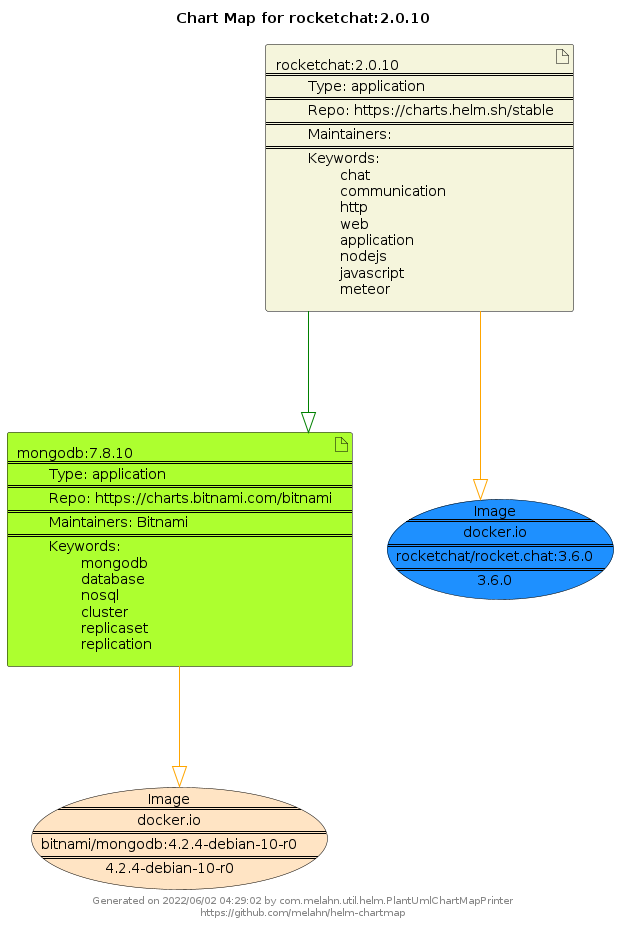 Chart Map for rocketchat:2.0.10
rocketchat:2.0.10
Type: application
Repo: https://charts.helm.sh/stable
Maintainers:
Keywords:
chat
communication
http
web
application
nodejs
javascript
meteor
mongodb:7.8.10
Type: application
Repo: https://charts.bitnami.com/bitnami
Maintainers: Bitnami
Keywords:
mongodb
database
nosql
cluster
replicaset
replication
Image
docker.io
rocketchat/rocket.chat:3.6.0
3.6.0
Image
docker.io
bitnami/mongodb:4.2.4-debian-10-r0
4.2.4-debian-10-r0
Generated on 2022/06/02 04:29:02 by com.melahn.util.helm.PlantUmlChartMapPrinter
https://github.com/melahn/helm-chartmap